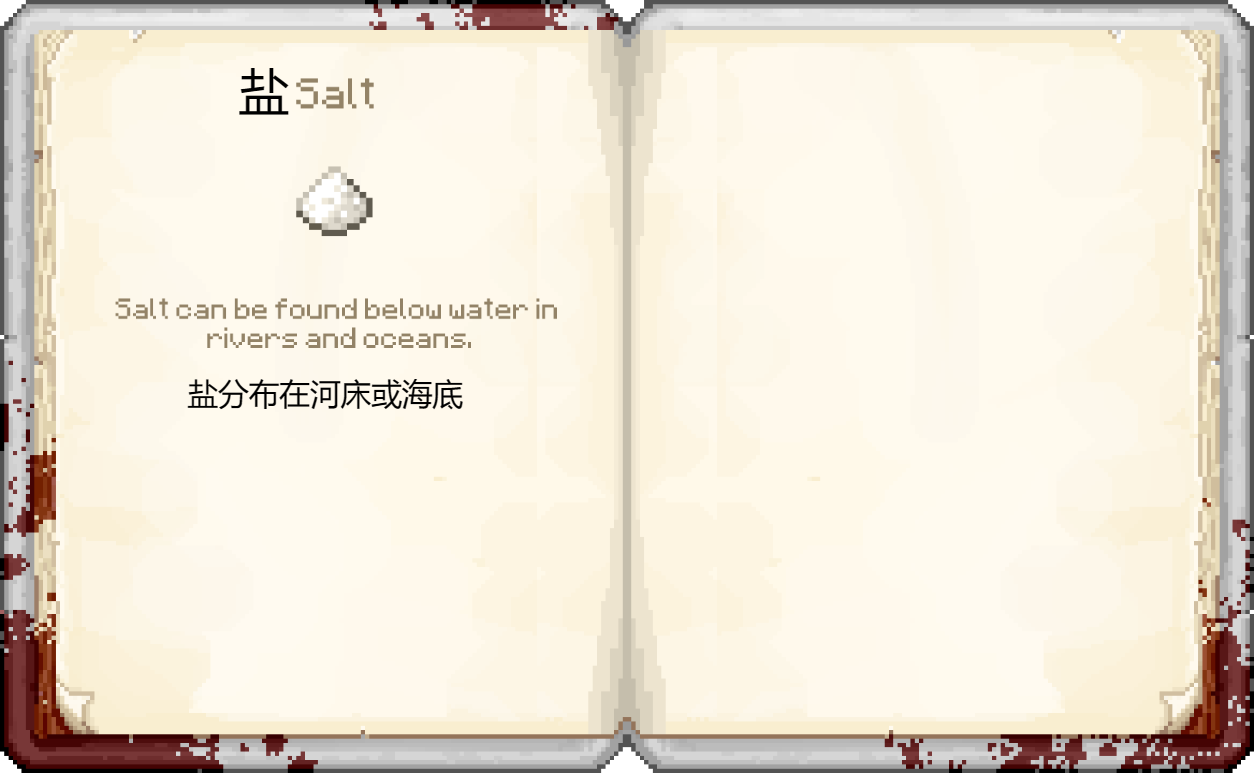 盐 Salt
Salt can be found below water in
rivers and oceans.
盐分布在河床或海底